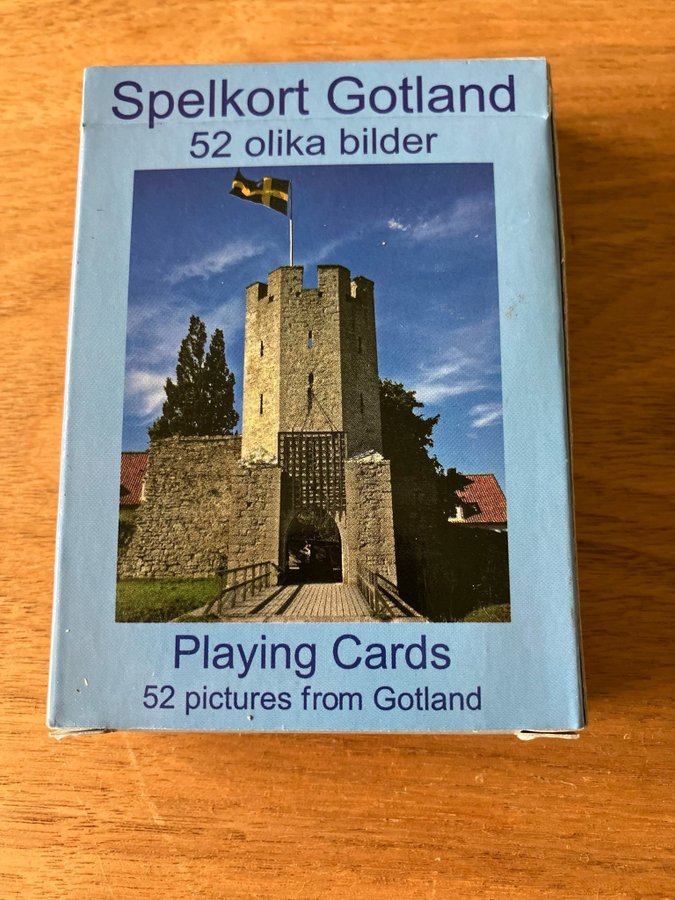 Spelkort Gotland
52 olika bilder
Playing Cards
52 pictures from Gotland